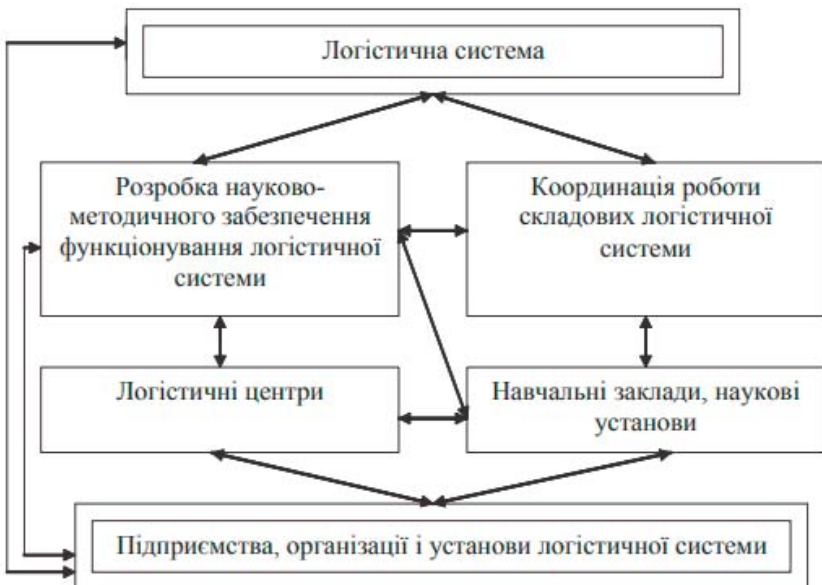 Логістична система
Розробка науково-
методичного забезпечення
функціонування логістичної
системи
Координація роботи
складових логістичної
системи
Логістичні центри
Навчальні заклади, наукові
установи
Підприємства, організації і установи логістичної системи